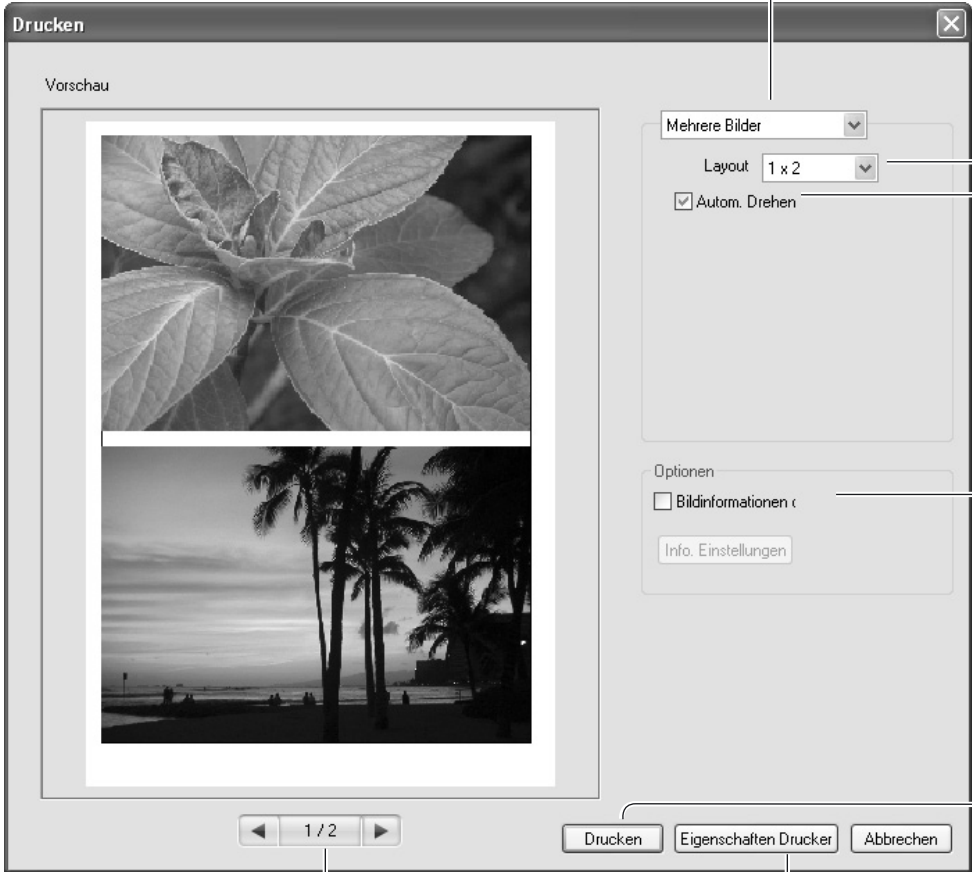 Drucken
Vorschau
Mehrere Bilder
Layout 1 x 2
Autom. Drehen
Optionen
Bildinformationen
Info. Einstellungen
1 / 2
Drucken
Eigenschaften Drucker
Abbrechen